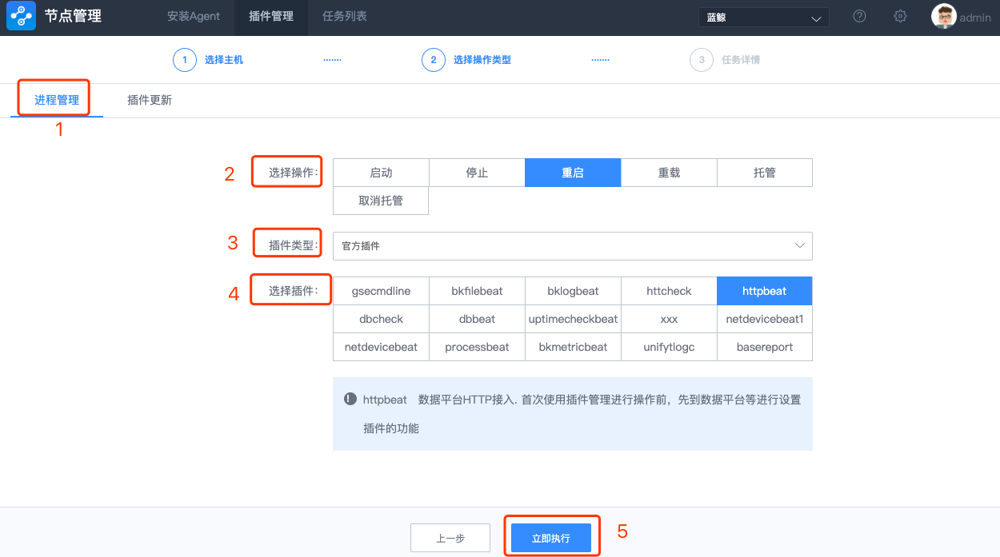 节点管理 安装Agent 插件管理 任务列表 蓝鲸 admin
1 选择主机 ······· 2 选择操作类型 ······· 3 任务详情
进程管理 插件更新
1
2 选择操作: 启动 停止 重启 重载 托管
取消托管
3 插件类型: 官方插件
4 选择插件: gsecmdline bkfilebeat bklogbeat httcheck httpbeat
dbcheck dbbeat uptimecheckbeat xxx netdevicebeat1
netdevicebeat processbeat bkmetricbeat unifytlogc basereport
httpbeat 数据平台HTTP接入. 首次使用插件管理进行操作前，先到数据平台等进行设置
插件的功能
上一步 立即执行 5